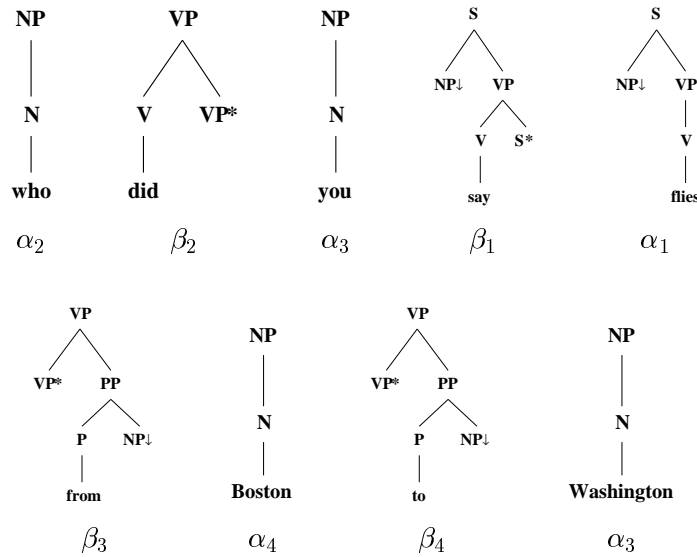 NP VP NP S S
NP↓ VP NP↓ VP
N V VP* N V S* V
who did you say flies
α₂ β₂ α₃ β₁ α₁
VP NP VP NP
VP* PP VP* PP
P NP↓ N P NP↓ N
from Boston to Washington
β₃ α₄ β₄ α₃